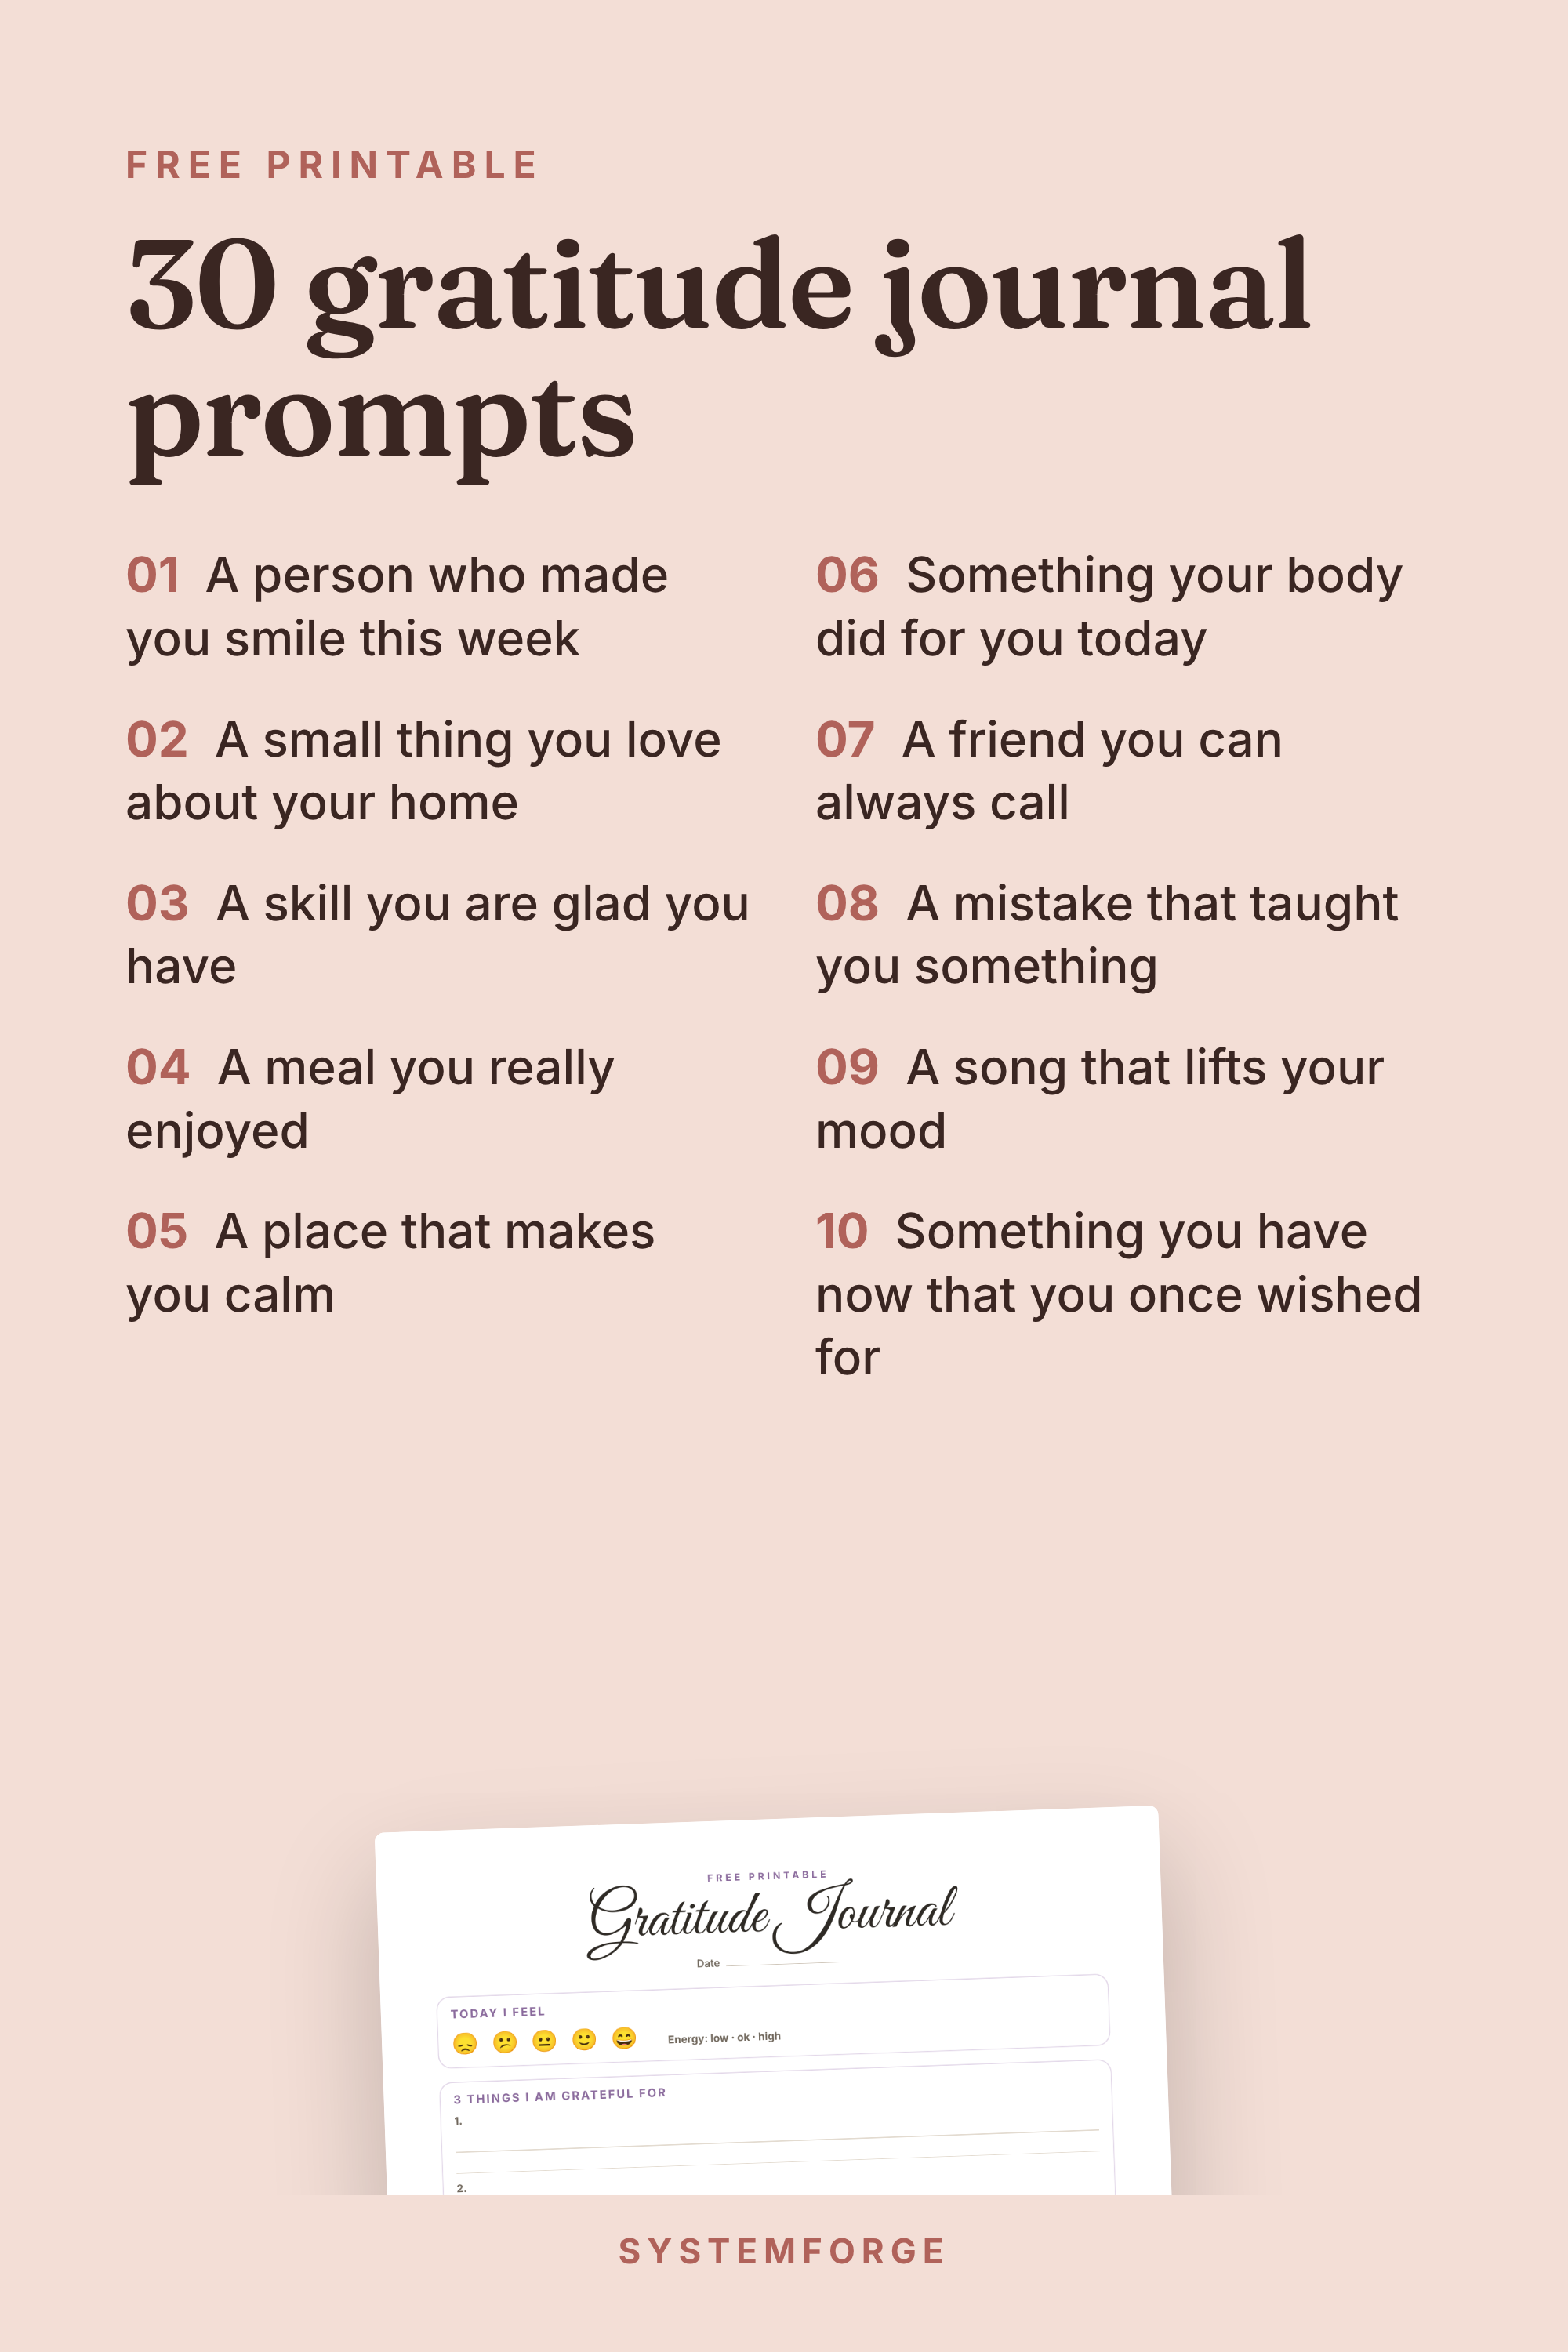 FREE PRINTABLE
30 gratitude journal
prompts
01 A person who made
you smile this week
02 A small thing you love
about your home
03 A skill you are glad you
have
04 A meal you really
enjoyed
05 A place that makes
you calm
06 Something your body
did for you today
07 A friend you can
always call
08 A mistake that taught
you something
09 A song that lifts your
mood
10 Something you have
now that you once wished
for
FREE PRINTABLE
Gratitude Journal
Date
TODAY I FEEL
Energy: low · ok · high
3 THINGS I AM GRATEFUL FOR
1.
2.
SYSTEMFORGE